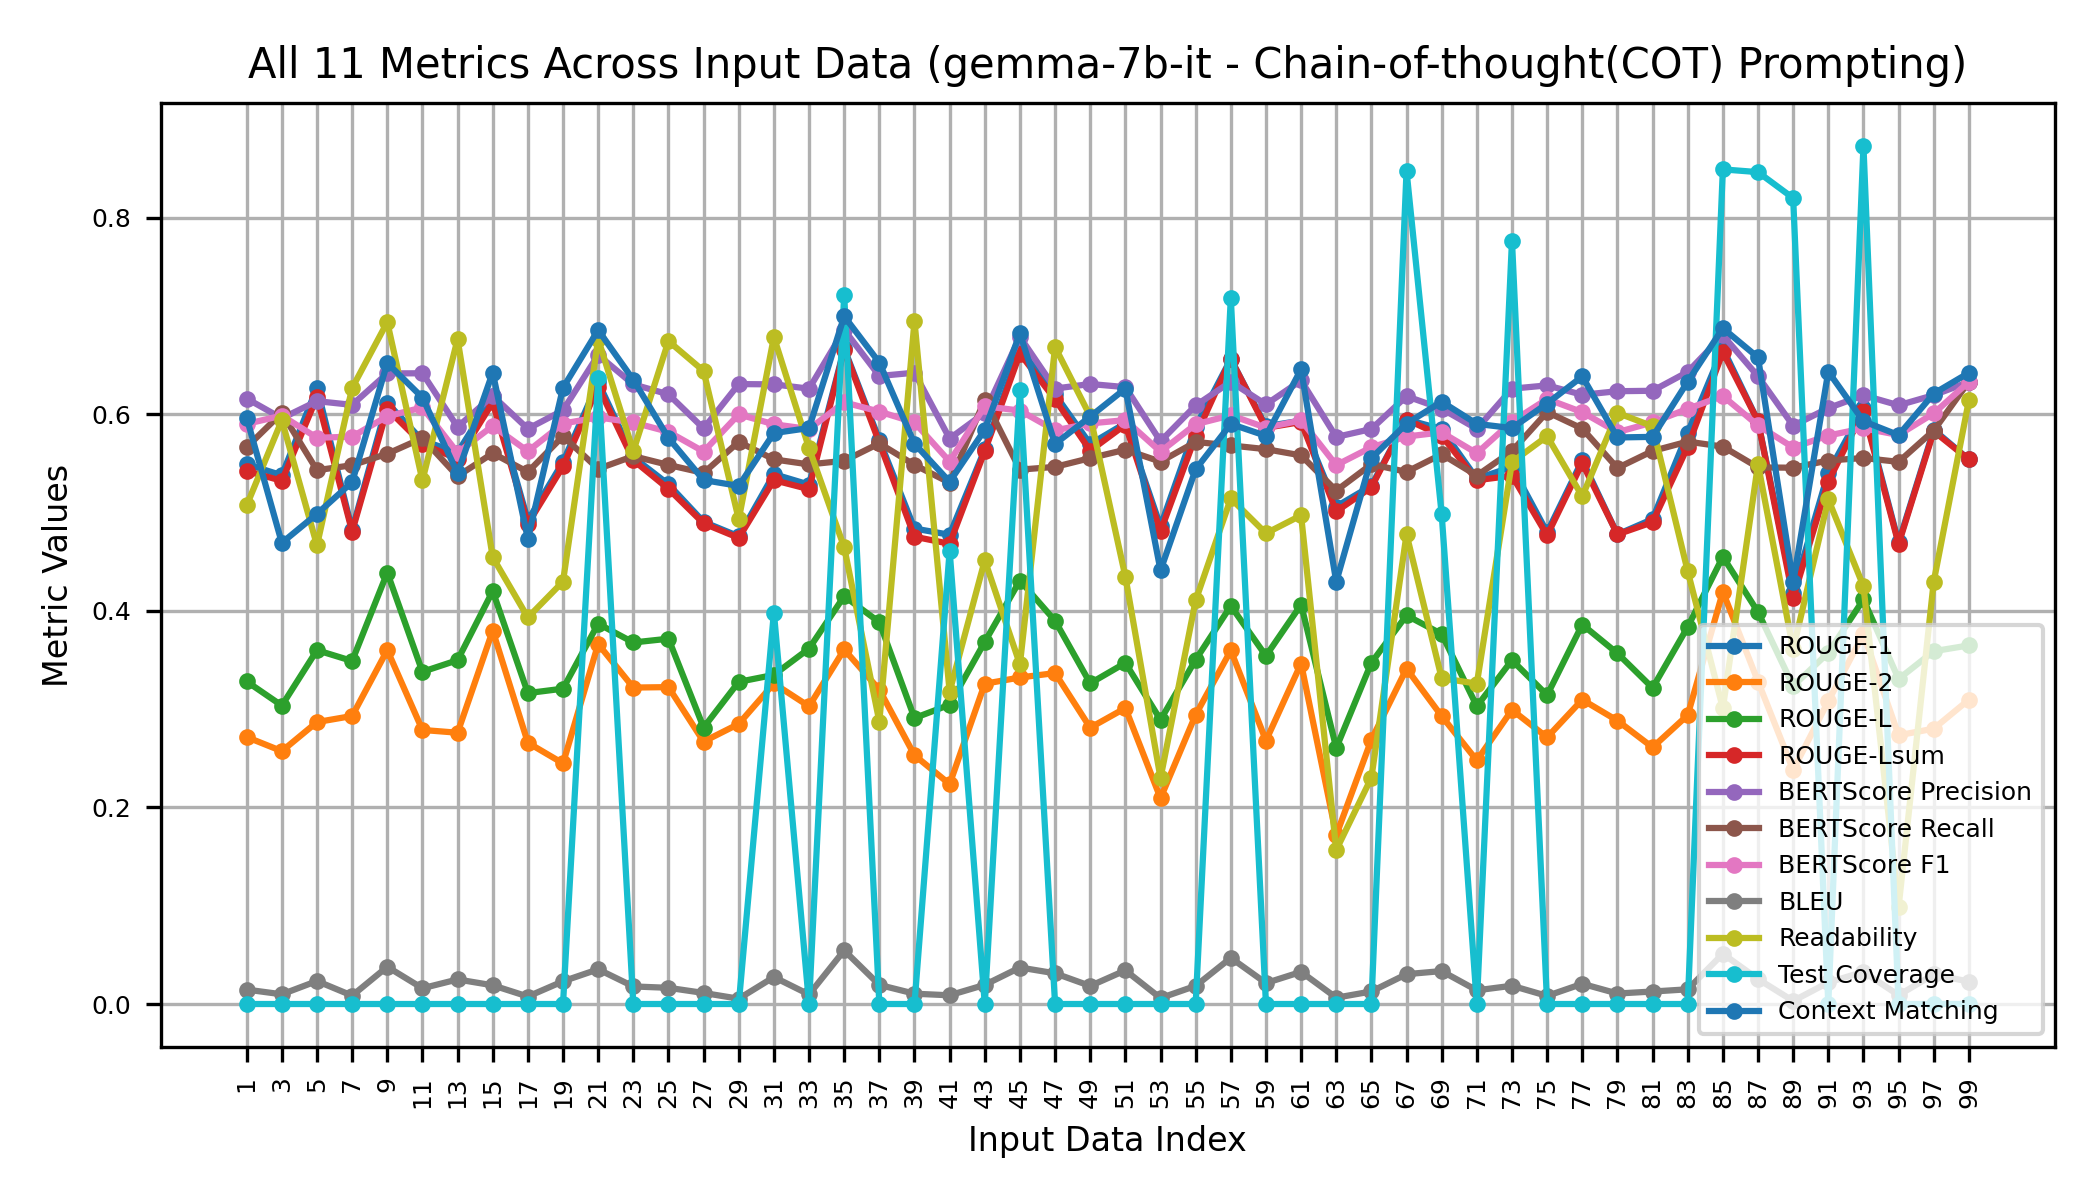 All 11 Metrics Across Input Data (gemma-7b-it - Chain-of-thought(COT) Prompting)
Metric Values
0.8
0.6
0.4
0.2
0.0
ROUGE-1
ROUGE-2
ROUGE-L
ROUGE-Lsum
BERTScore Precision
BERTScore Recall
BERTScore F1
BLEU
Readability
Test Coverage
Context Matching
1 3 5 7 9 11 13 15 17 19 21 23 25 27 29 31 33 35 37 39 41 43 45 47 49 51 53 55 57 59 61 63 65 67 69 71 73 75 77 79 81 83 85 87 89 91 93 95 97 99
Input Data Index